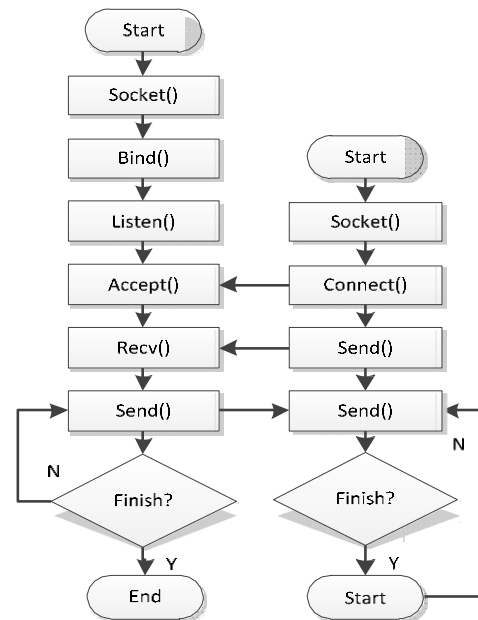 Start
Socket()
Bind()
Listen()
Accept()
Recv()
Send()
N
Finish?
Y
End
Start
Socket()
Connect()
Send()
Send()
N
Finish?
Y
Start